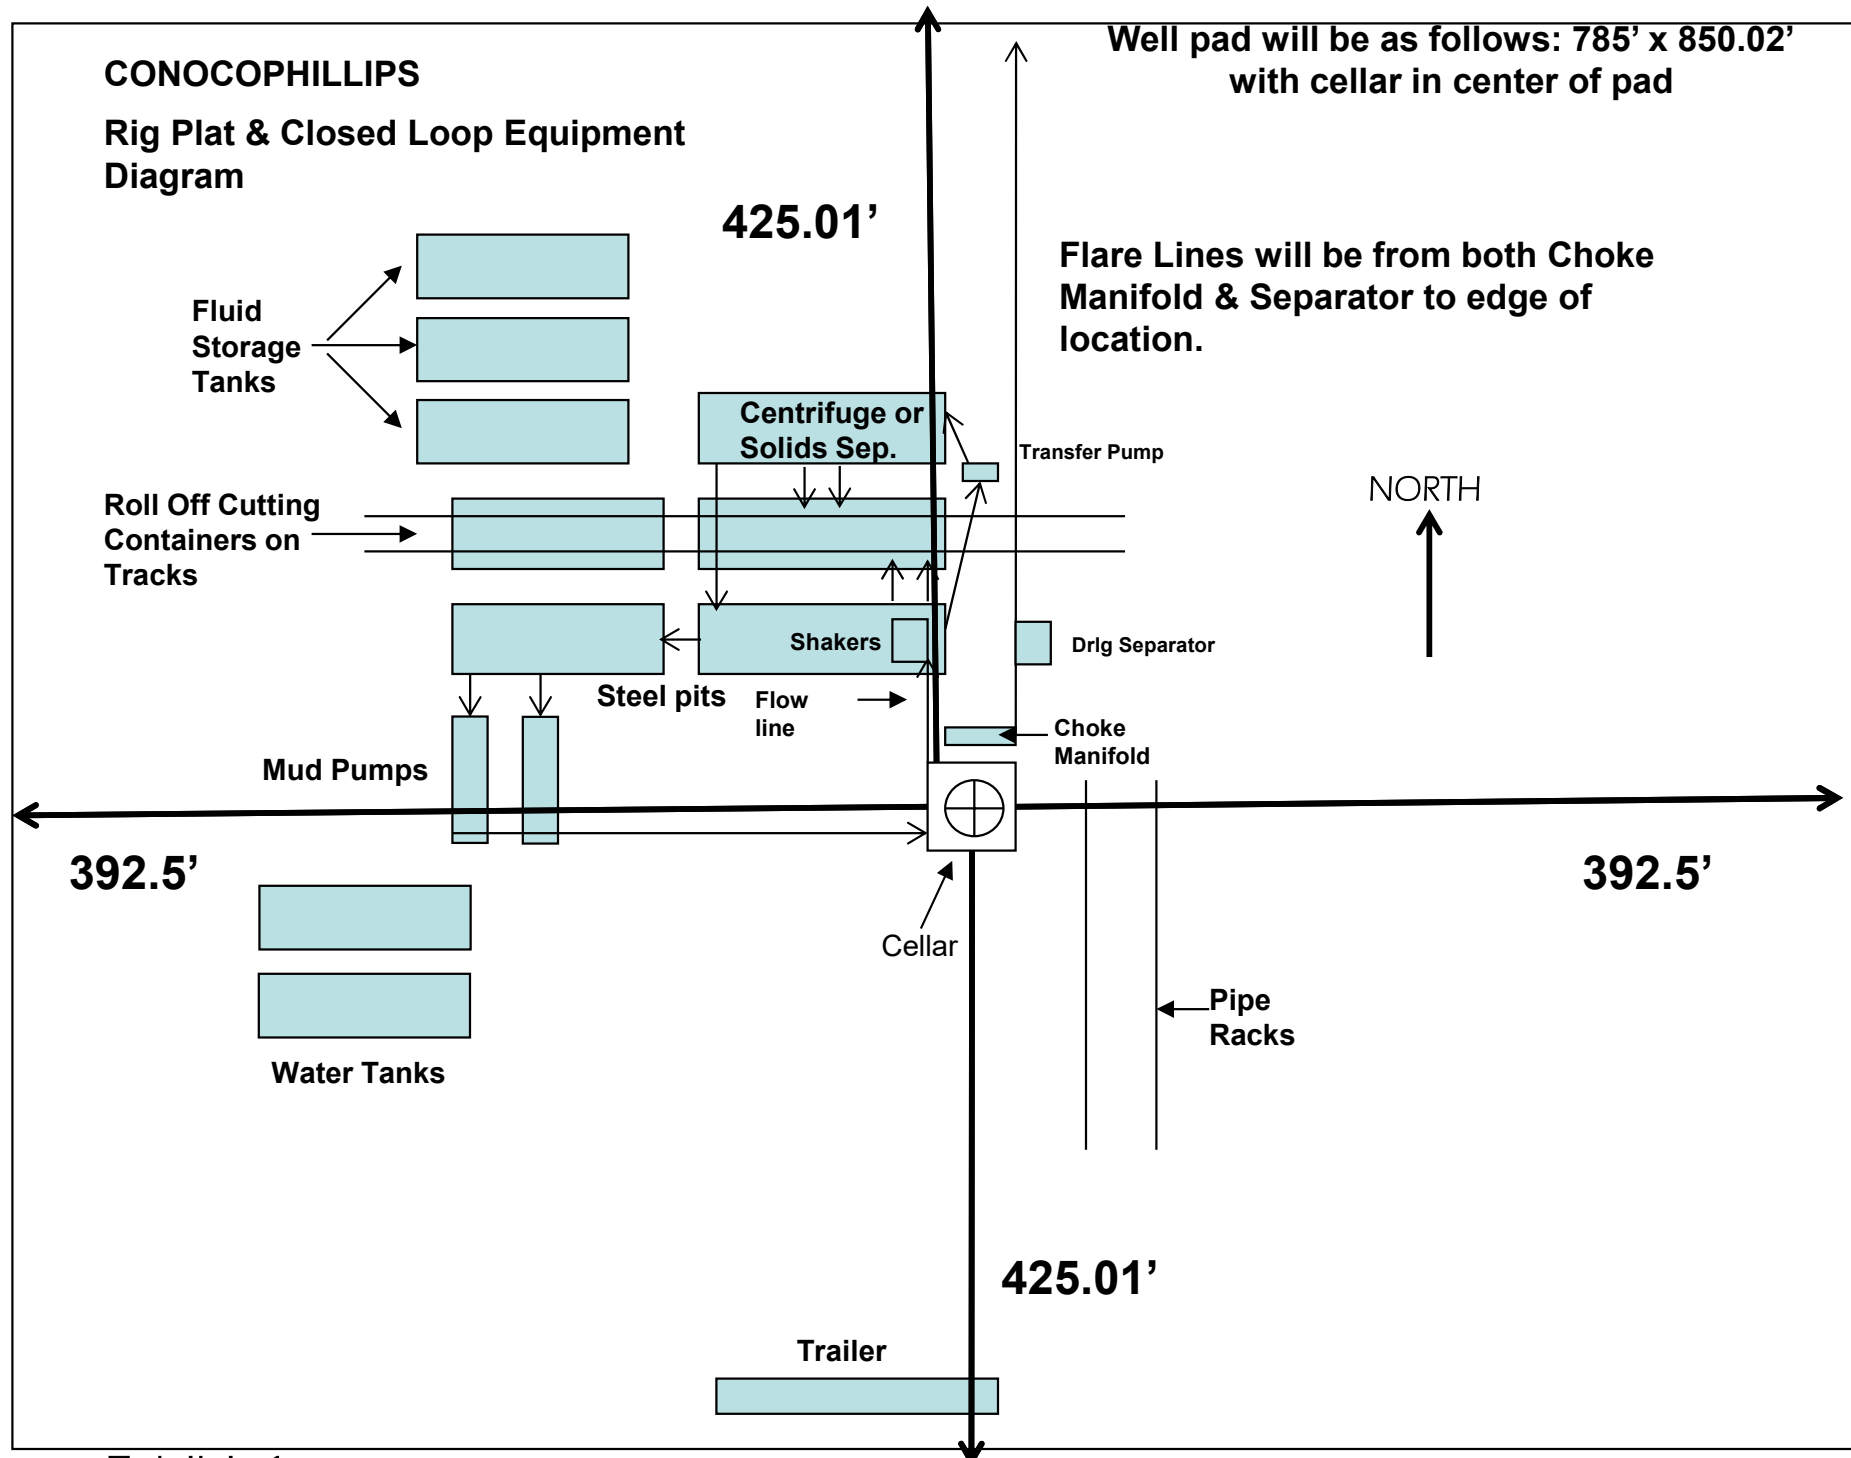 Well pad will be as follows: 785’ x 850.02’
with cellar in center of pad
CONOCOPHILLIPS
Rig Plat & Closed Loop Equipment
Diagram
425.01’
Flare Lines will be from both Choke
Manifold & Separator to edge of
location.
Fluid
Storage
Tanks
Centrifuge or
Solids Sep.
Transfer Pump
NORTH
Roll Off Cutting
Containers on
Tracks
Shakers
Drlg Separator
Steel pits
Flow
line
Choke
Manifold
Mud Pumps
392.5’
392.5’
Cellar
Pipe
Racks
Water Tanks
425.01’
Trailer